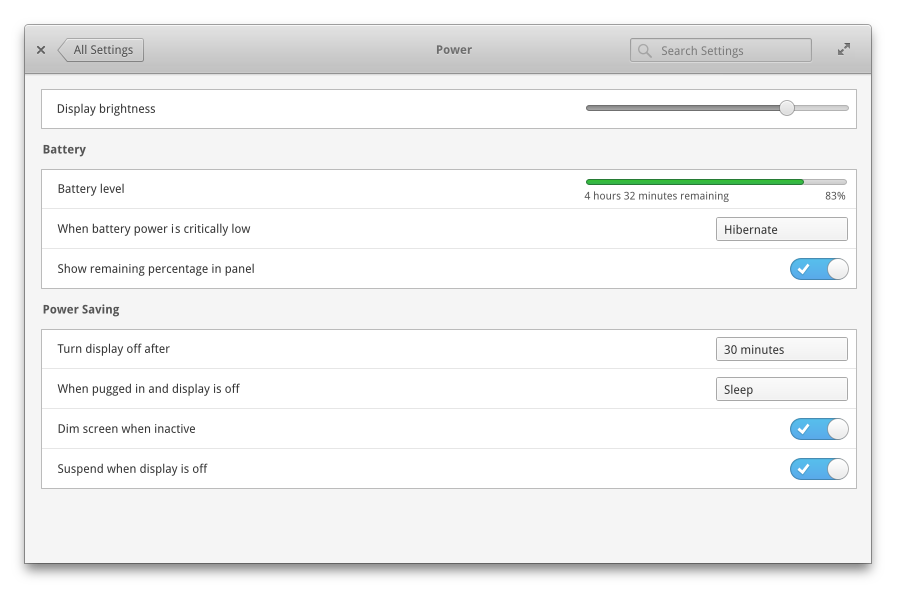 All Settings
Power
Search Settings
Display brightness
Battery
Battery level
4 hours 32 minutes remaining
83%
When battery power is critically low
Hibernate
Show remaining percentage in panel
Power Saving
Turn display off after
30 minutes
When pugged in and display is off
Sleep
Dim screen when inactive
Suspend when display is off